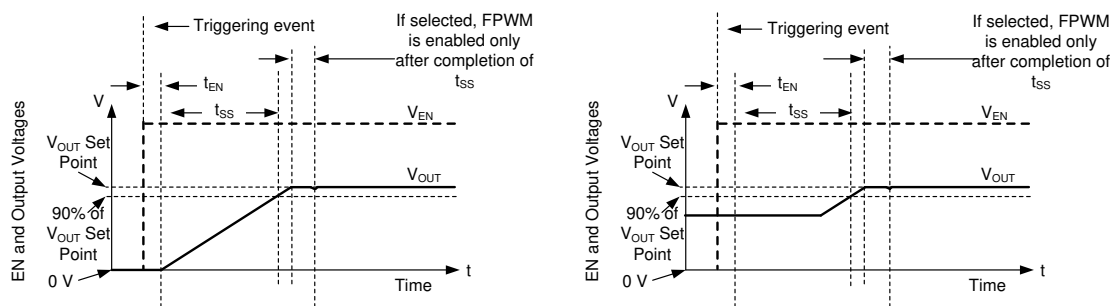 Triggering event
If selected, FPWM
is enabled only
after completion of
tSS
tEN
tSS
V
VEN
VOUT Set
Point
VOUT
90% of
VOUT Set
Point
0 V
EN and Output Voltages
t
Time
Triggering event
If selected, FPWM
is enabled only
after completion of
tSS
tEN
tSS
V
VEN
VOUT Set
Point
VOUT
90% of
VOUT Set
Point
0 V
EN and Output Voltages
t
Time